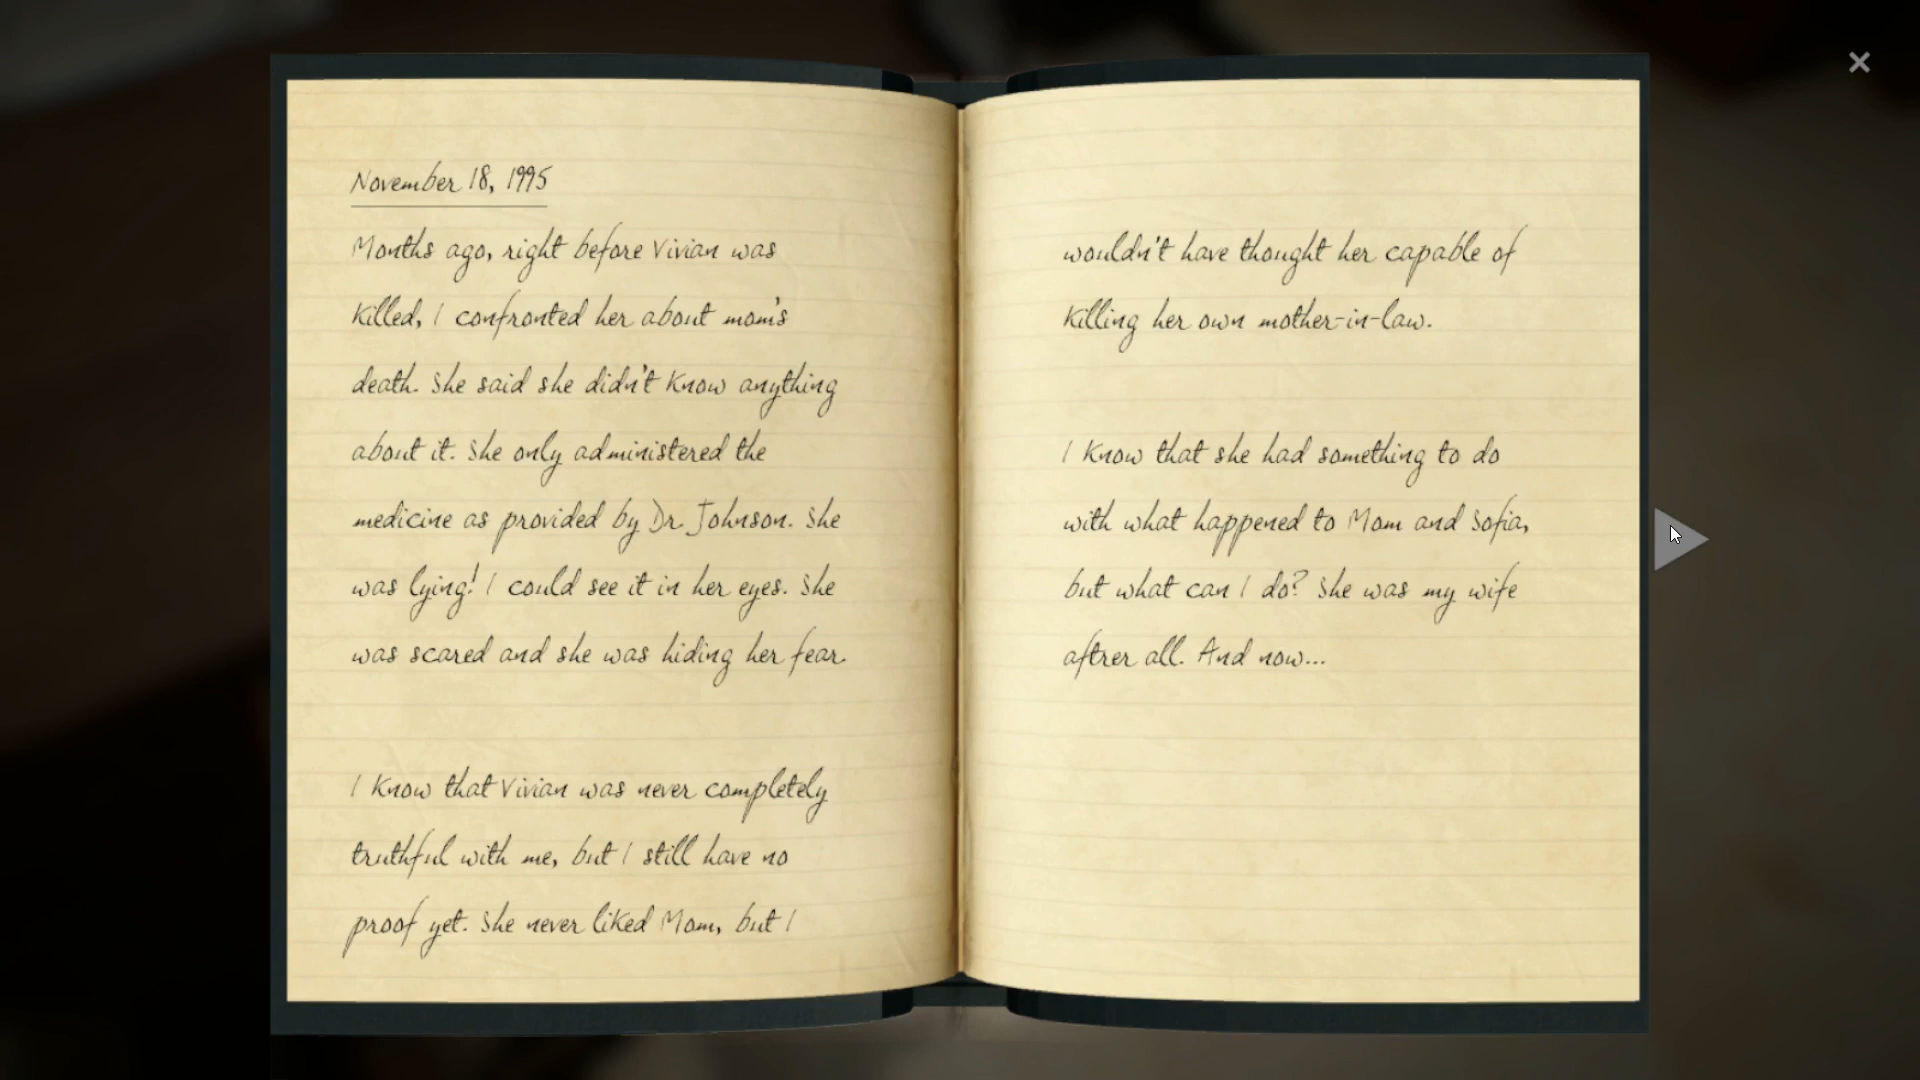 November 18, 1995
Months ago, right before Vivian was
killed, I confronted her about mom's
death. She said she didn't know anything
about it. She only administered the
medicine as provided by Dr. Johnson. She
was lying! I could see it in her eyes. She
was scared and she was hiding her fear.
I know that Vivian was never completely
truthful with me, but I still have no
proof yet. She never liked Mom, but I
wouldn't have thought her capable of
killing her own mother-in-law.
I know that she had something to do
with what happened to Mom and Sofia,
but what can I do? She was my wife
aftrer all. And now...